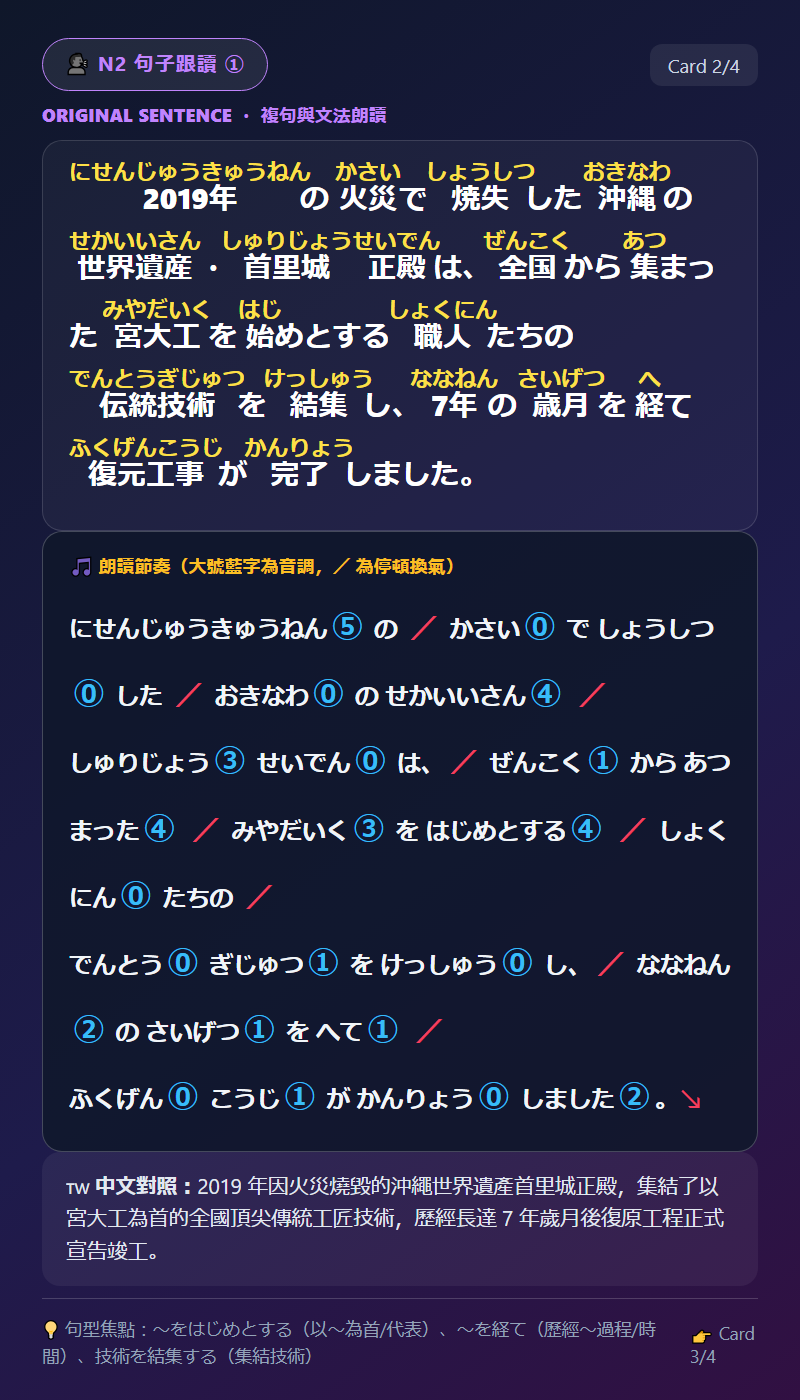 N2 句子跟讀 ①
Card 2/4
ORIGINAL SENTENCE · 複句與文法朗讀
にせんじゅうきゅうねん かさい しょうしつ おきなわ
2019年 の 火災で 焼失 した 沖縄 の
せかいいさん しゅりじょうせいでん ぜんこく あつ
世界遺産 · 首里城 正殿 は、 全国 から 集まっ
みやだいく はじ しょくにん
た 宮大工 を 始めとする 職人 たちの
でんとうぎじゅつ けっしゅう ななねん さいげつ へ
伝統技術 を 結集 し、 7年 の 歳月 を 経て
ふくげんこうじ かんりょう
復元工事 が 完了 しました。
🎵 朗讀節奏（大號藍字為音調，／ 為停頓換氣）
にせんじゅうきゅうねん ⑤ の ／ かさい ⓪ で しょうしつ
⓪ した ／ おきなわ ⓪ の せかいいさん ④ ／
しゅりじょう ③ せいでん ⓪ は、 ／ ぜんこく ① から あつ
まった ④ ／ みやだいく ③ を はじめとする ④ ／ しょく
にん ⓪ たちの ／
でんとう ⓪ ぎじゅつ ① を けっしゅう ⓪ し、 ／ ななねん
② の さいげつ ① を へて ① ／
ふくげん ⓪ こうじ ① が かんりょう ⓪ しました ② 。↘
TW 中文對照：2019 年因火災燒毀的沖繩世界遺產首里城正殿，集結了以
宮大工為首的全國頂尖傳統工匠技術，歷經長達 7 年歲月後復原工程正式
宣告竣工。
💡 句型焦點：～をはじめとする（以～為首/代表）、～を経て（歷經～過程/時
間）、技術を結集する（集結技術）
👉 Card
3/4